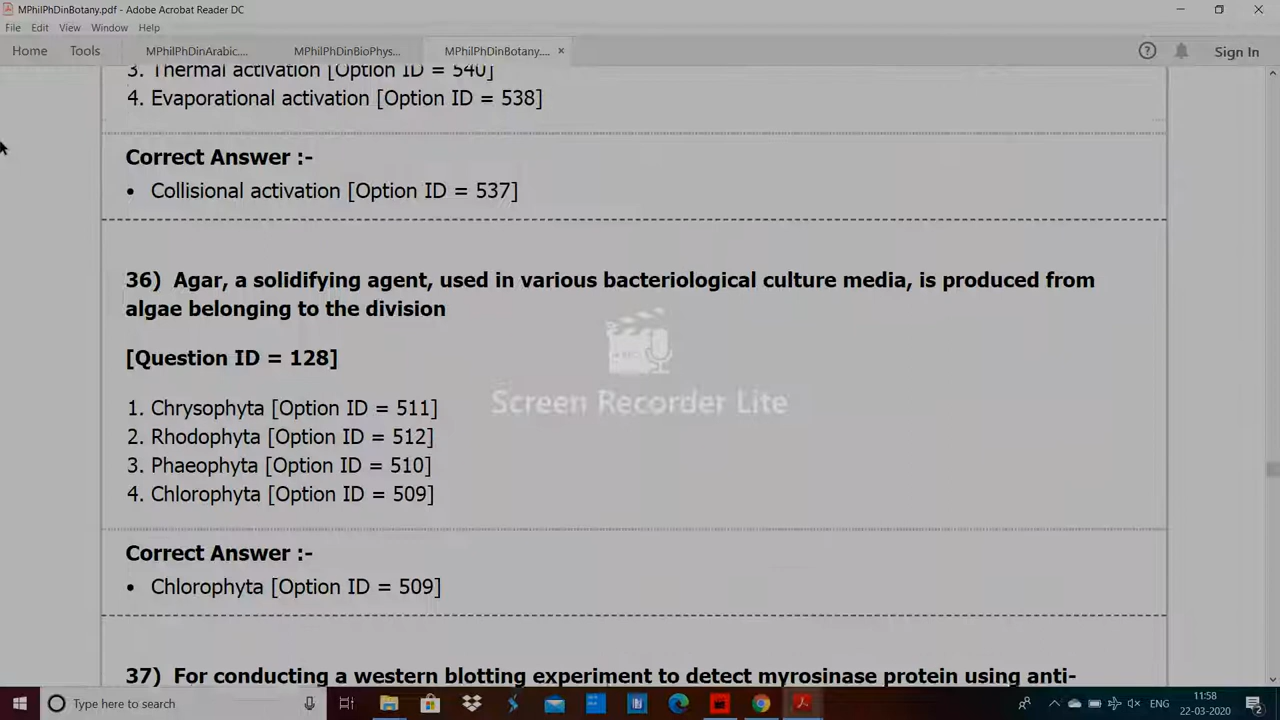 MPhilPhDinBotany.pdf - Adobe Acrobat Reader DC
File Edit View Window Help
Home Tools MPhilPhDinArabic.... MPhilPhDinBioPhys... MPhilPhDinBotany.... × ? Sign In
3. Thermal activation [Option ID = 540]
4. Evaporational activation [Option ID = 538]
Correct Answer :-
• Collisional activation [Option ID = 537]
36) Agar, a solidifying agent, used in various bacteriological culture media, is produced from
algae belonging to the division
[Question ID = 128]
1. Chrysophyta [Option ID = 511]
2. Rhodophyta [Option ID = 512]
3. Phaeophyta [Option ID = 510]
4. Chlorophyta [Option ID = 509]
Screen Recorder Lite
Correct Answer :-
• Chlorophyta [Option ID = 509]
37) For conducting a western blotting experiment to detect myrosinase protein using anti-
Type here to search
ENG
11:58
22-03-2020
2